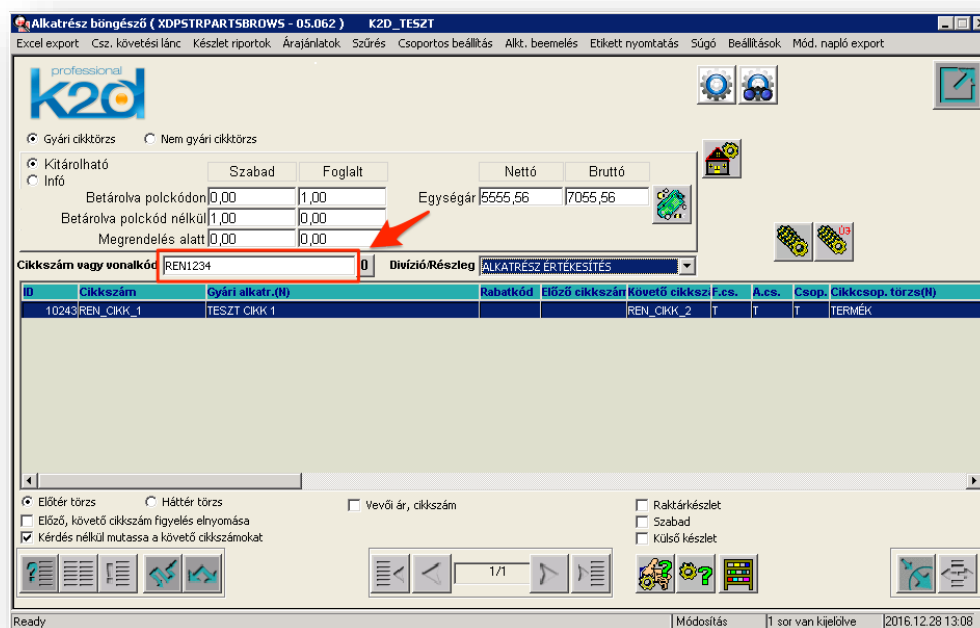 Alkatrész böngésző ( XDPSTRPARTSBROWS - 05.062 ) K2D_TESZT
Excel export Csz. követési lánc Készlet riportok Árajánlatok Szűrés Csoportos beállítás Alkt. beemelés Etikett nyomtatás Súgó Beállítások Mód. napló export
professional
k2d
Gyári cikktörzs Nem gyári cikktörzs
Kitárolható
Infó
Szabad Foglalt Nettó Bruttó
Betárolva polckódon 0,00 1,00 Egységár 5555,56 7055,56
Betárolva polckód nélkül 1,00 0,00
Megrendelés alatt 0,00 0,00
ÚJ
Cikkszám vagy vonalkód REN1234 0 Divízió/Részleg ALKATRÉSZ ÉRTÉKESÍTÉS
ID Cikkszám Gyári alkatr.(N) Rabatkód Előző cikkszám Követő cikksz F.cs. A.cs. Csop. Cikkcsop. törzs(N)
10243 REN_CIKK_1 TESZT CIKK 1 REN_CIKK_2 T T T TERMÉK
Előtér törzs Háttér törzs Vevői ár, cikkszám Raktárkészlet
Előző, követő cikkszám figyelés elnyomása Szabad
Kérdés nélkül mutassa a követő cikkszámokat Külső készlet
1/1
Ready Módosítás 1 sor van kijelölve 2016.12.28 13:08